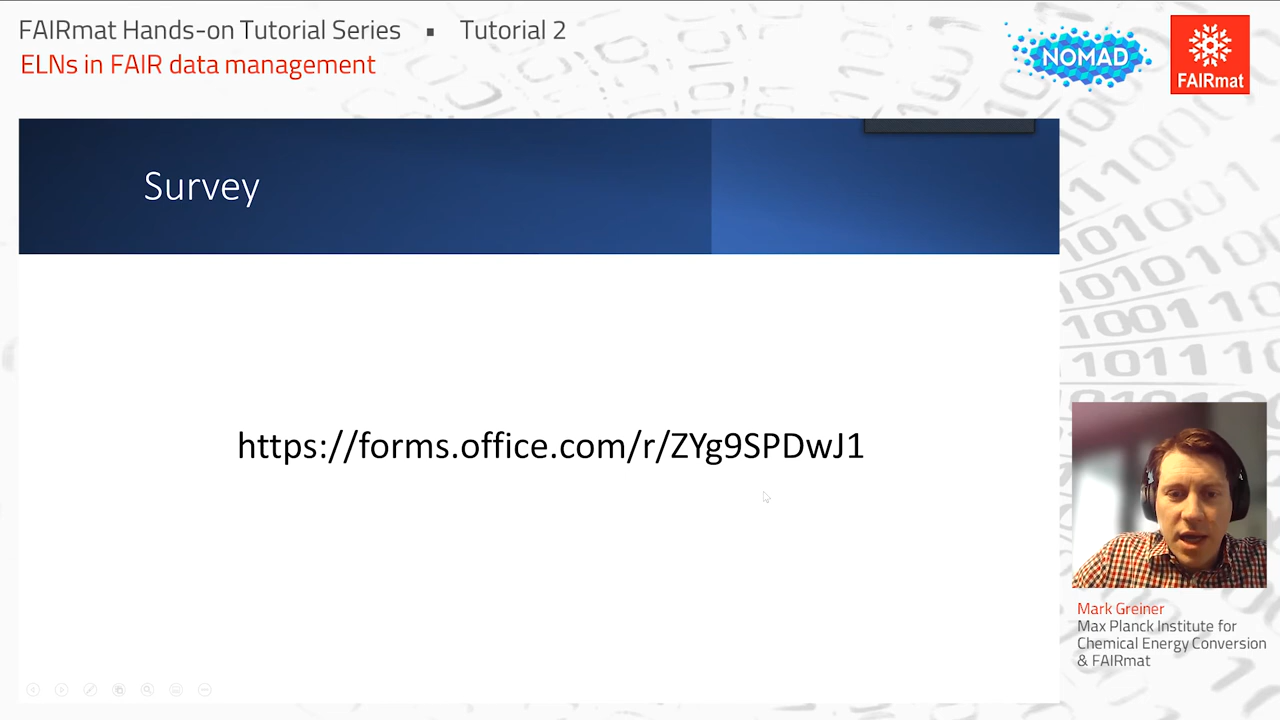 FAIRmat Hands-on Tutorial Series ▪ Tutorial 2
ELNs in FAIR data management
NOMAD
FAIRmat
Survey
https://forms.office.com/r/ZYg9SPDwJ1
Mark Greiner
Max Planck Institute for
Chemical Energy Conversion
& FAIRmat